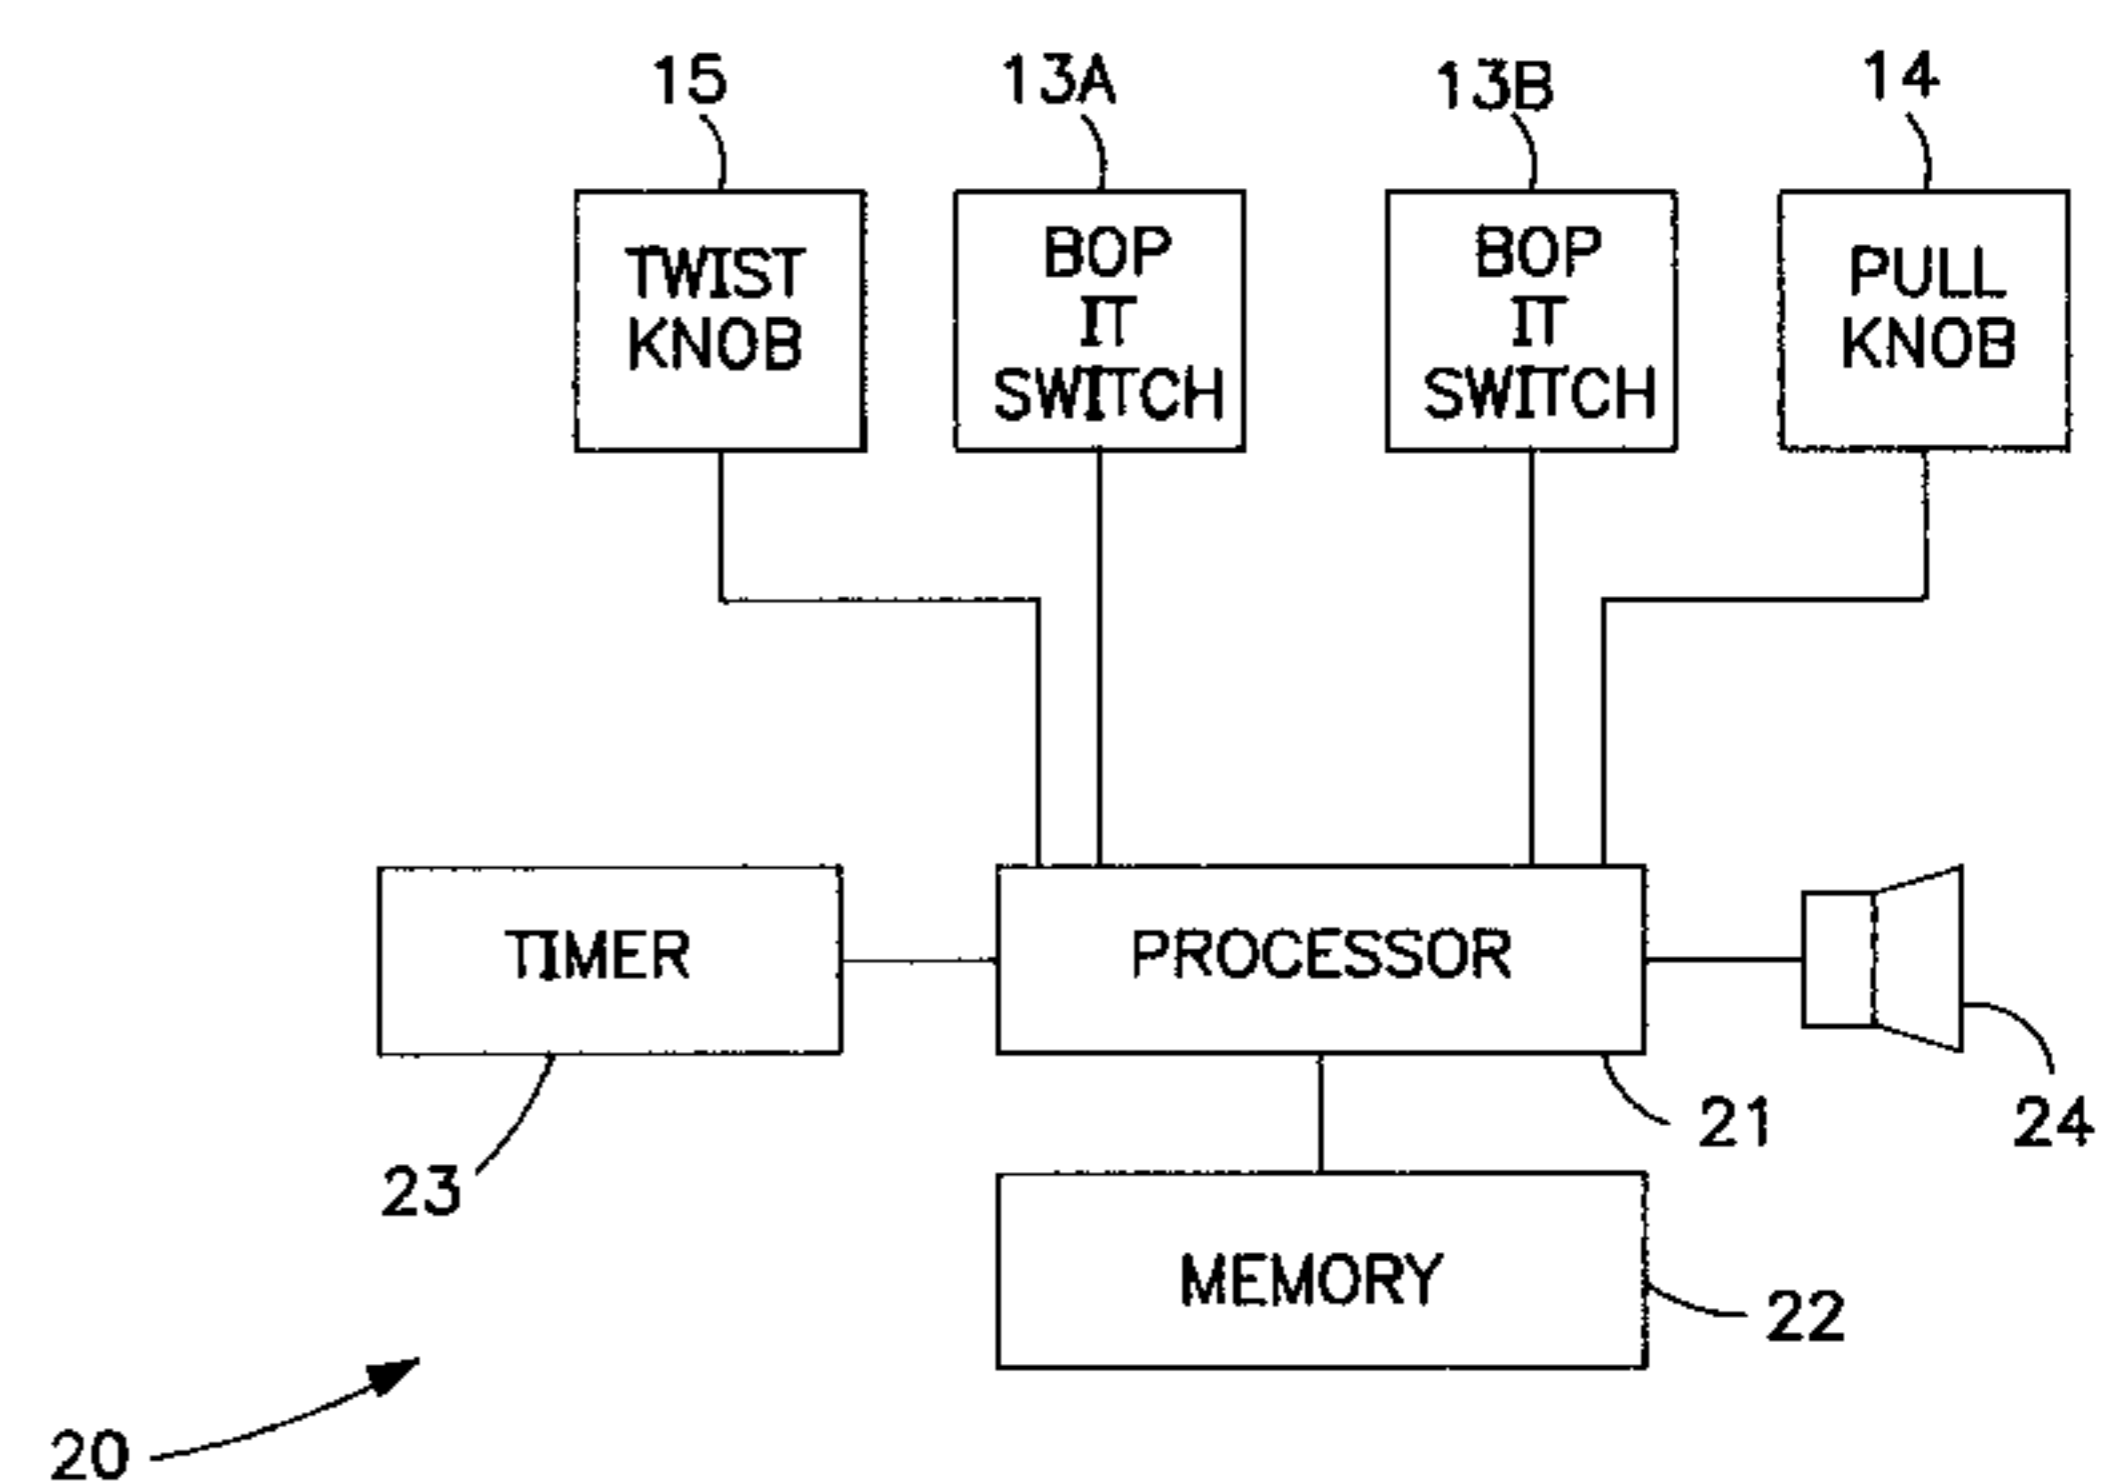 15
13A
13B
14
TWIST
KNOB
BOP
IT
SWITCH
BOP
IT
SWITCH
PULL
KNOB
TIMER
PROCESSOR
21
24
23
MEMORY
22
20